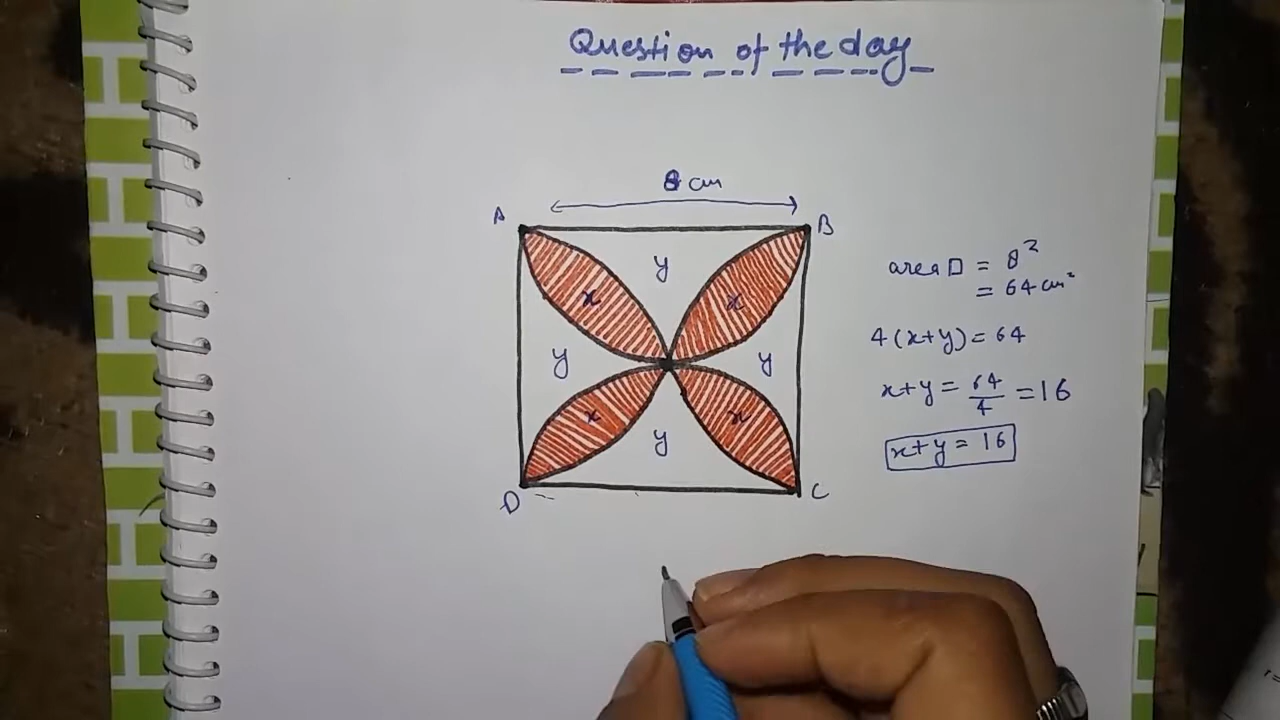 Question of the day
8 cm
A
B
y
x
x
y
y
x
x
y
D
C
area □ = 8²
= 64 cm²
4(x+y) = 64
x+y = 64/4 = 16
x+y = 16